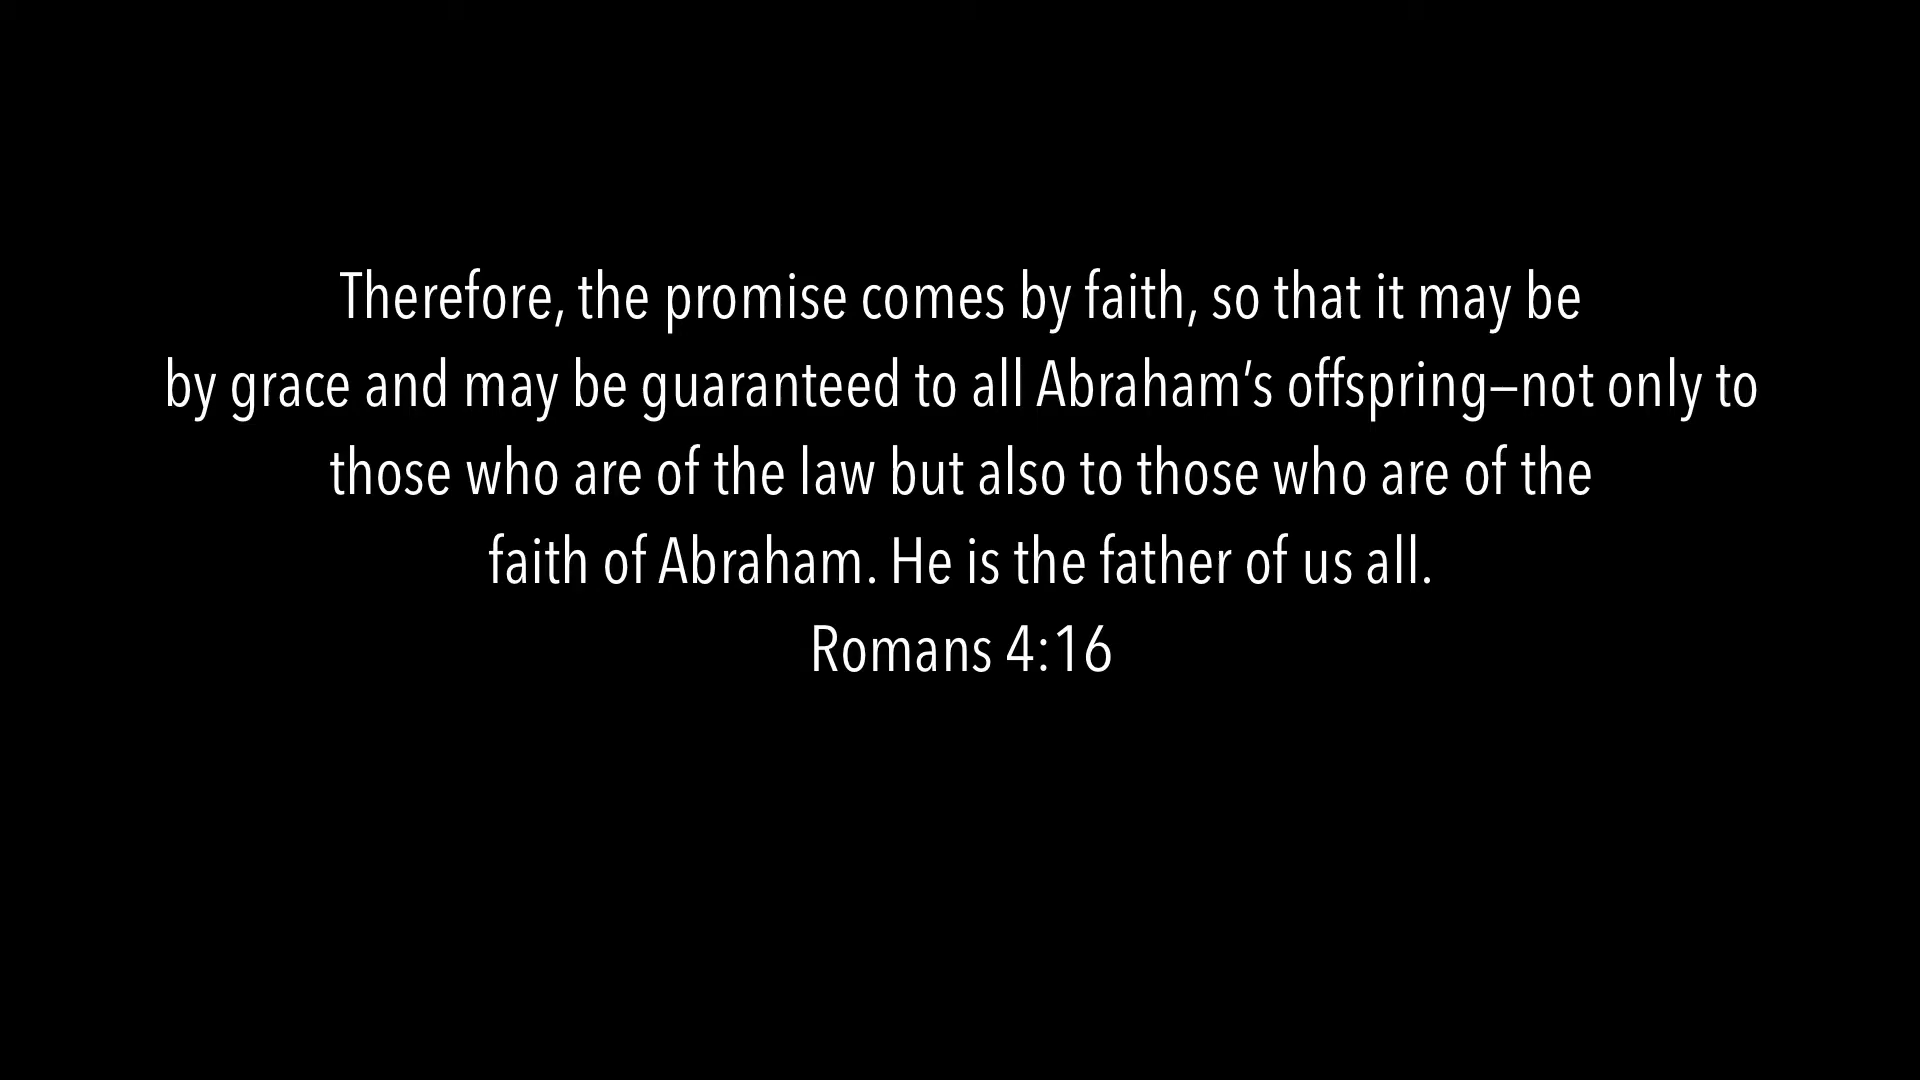 Therefore, the promise comes by faith, so that it may be
by grace and may be guaranteed to all Abraham’s offspring—not only to
those who are of the law but also to those who are of the
faith of Abraham. He is the father of us all.
Romans 4:16